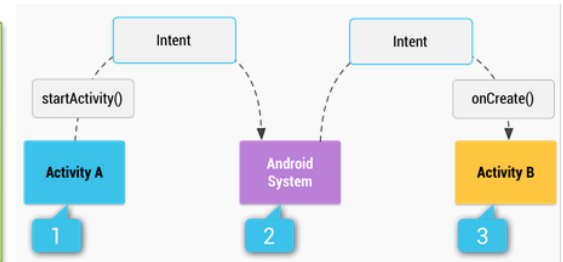 Intent
Intent
startActivity()
onCreate()
Activity A
Android
System
Activity B
1
2
3